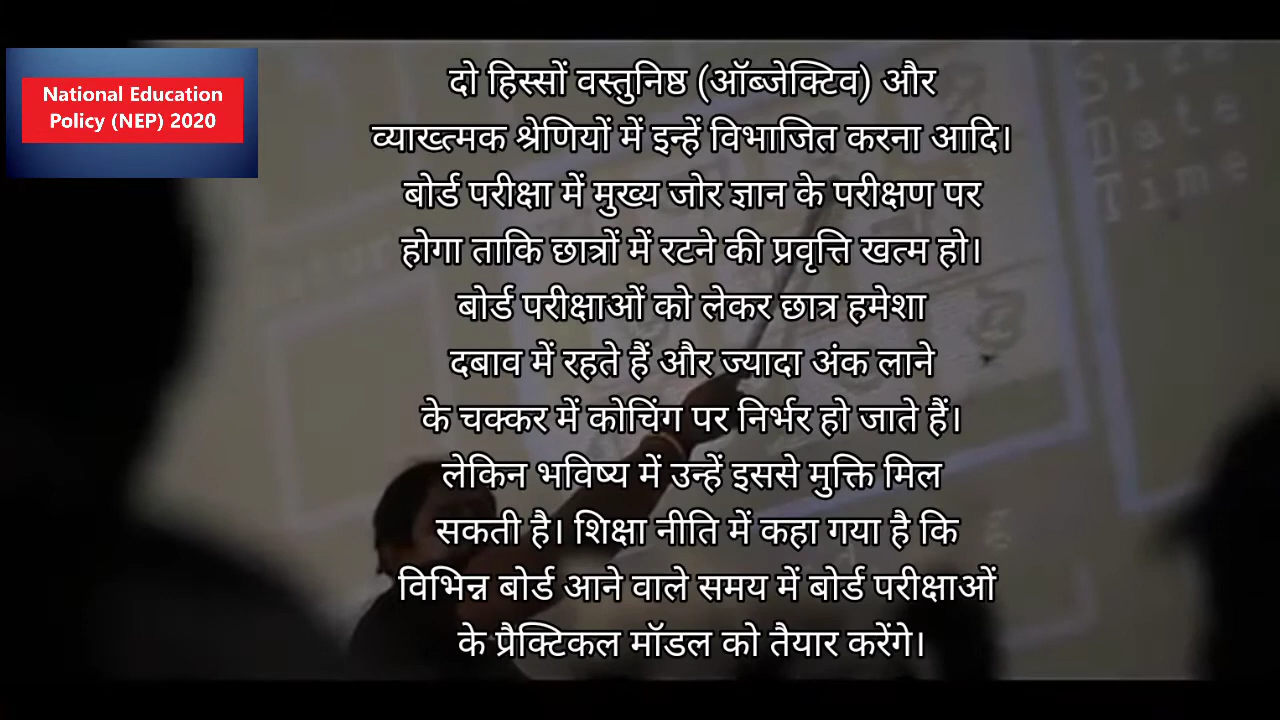 National Education
Policy (NEP) 2020
दो हिस्सों वस्तुनिष्ठ (ऑब्जेक्टिव) और
व्याख्त्मक श्रेणियों में इन्हें विभाजित करना आदि।
बोर्ड परीक्षा में मुख्य जोर ज्ञान के परीक्षण पर
होगा ताकि छात्रों में रटने की प्रवृत्ति खत्म हो।
बोर्ड परीक्षाओं को लेकर छात्र हमेशा
दबाव में रहते हैं और ज्यादा अंक लाने
के चक्कर में कोचिंग पर निर्भर हो जाते हैं।
लेकिन भविष्य में उन्हें इससे मुक्ति मिल
सकती है। शिक्षा नीति में कहा गया है कि
विभिन्न बोर्ड आने वाले समय में बोर्ड परीक्षाओं
के प्रैक्टिकल मॉडल को तैयार करेंगे।
Date
Time